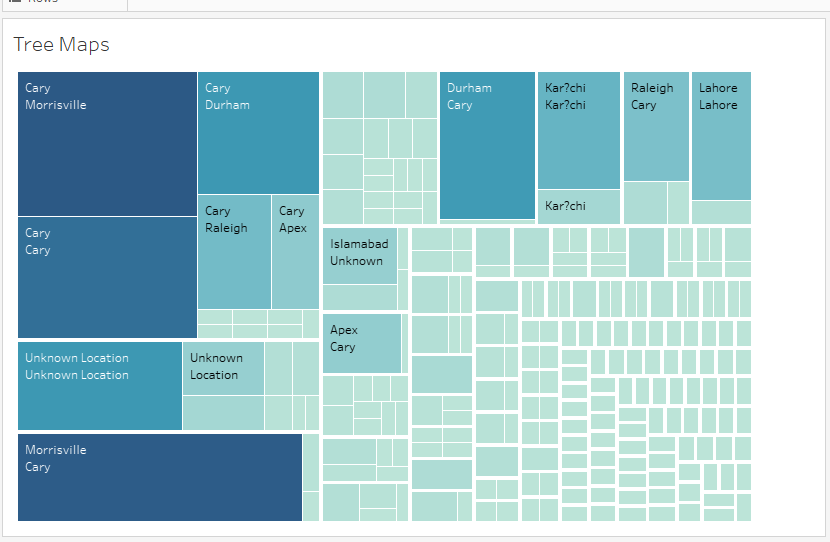 Rows
Tree Maps
Cary
Morrisville
Cary
Durham
Durham
Cary
Kar?chi
Kar?chi
Raleigh
Cary
Lahore
Lahore
Cary
Raleigh
Cary
Apex
Kar?chi
Cary
Cary
Islamabad
Unknown
Apex
Cary
Unknown Location
Unknown Location
Unknown
Location
Morrisville
Cary